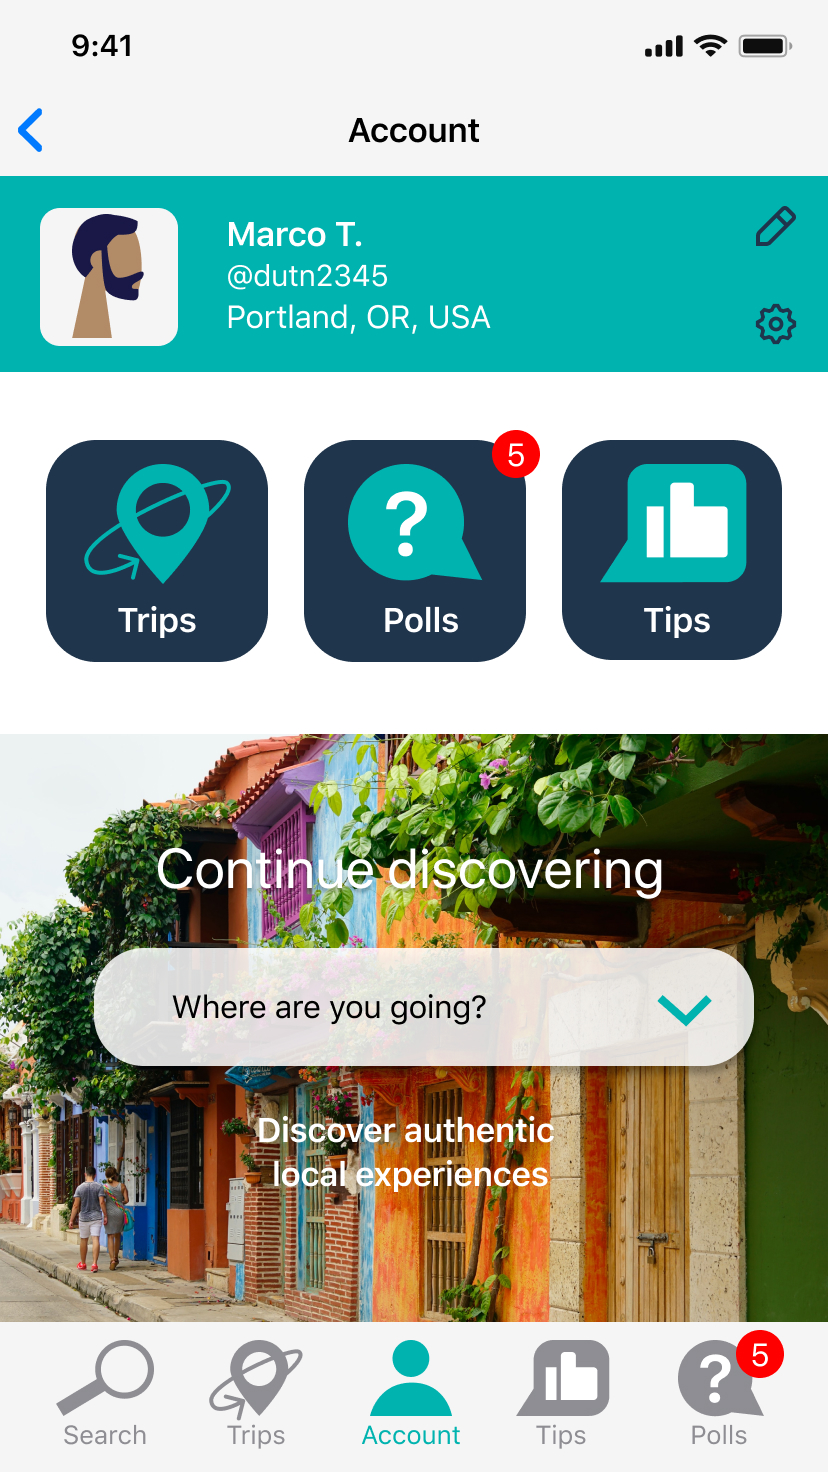 9:41
Account
Marco T.
@dutn2345
Portland, OR, USA
5
?
Trips
Polls
Tips
Continue discovering
Where are you going?
Discover authentic
local experiences
?
5
Search
Trips
Account
Tips
Polls